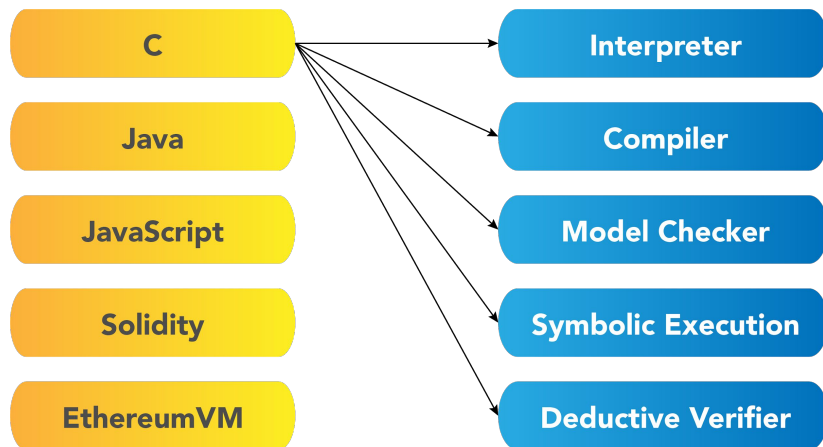 C
Interpreter
Java
Compiler
JavaScript
Model Checker
Solidity
Symbolic Execution
EthereumVM
Deductive Verifier